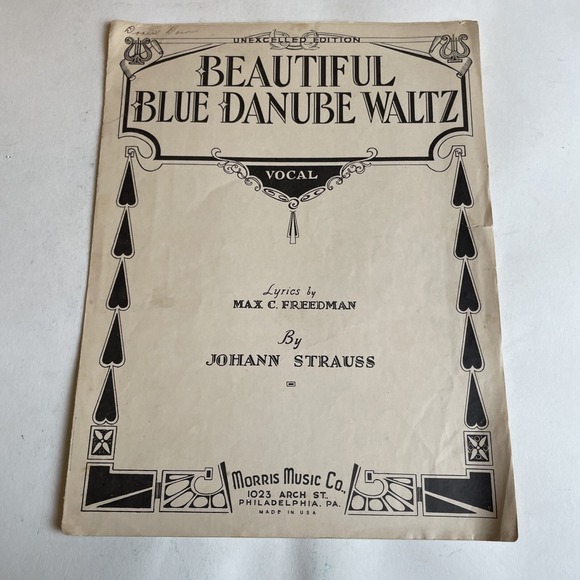 UNEXCELLED EDITION
BEAUTIFUL
BLUE DANUBE WALTZ
VOCAL
Lyrics by
MAX C. FREEDMAN
By
JOHANN STRAUSS
MORRIS MUSIC CO.,
1023 ARCH ST.
PHILADELPHIA, PA.
MADE IN USA